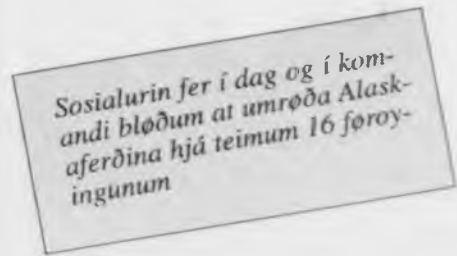 Sosialurin fer í dag og í kom-
andi bløðum at umrøða Alask-
aferðina hjá teimum 16 føroy-
ingunum